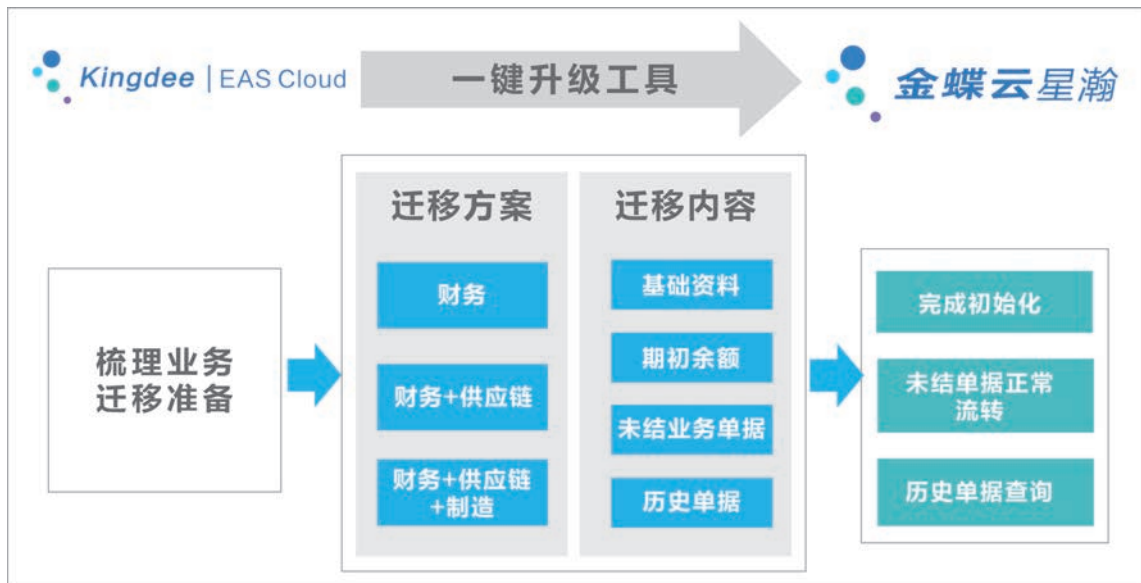 Kingdee | EAS Cloud
一键升级工具
金蝶云星瀚
梳理业务
迁移准备
迁移方案
财务
财务+供应链
财务+供应链
+制造
迁移内容
基础资料
期初余额
未结业务单据
历史单据
完成初始化
未结单据正常
流转
历史单据查询